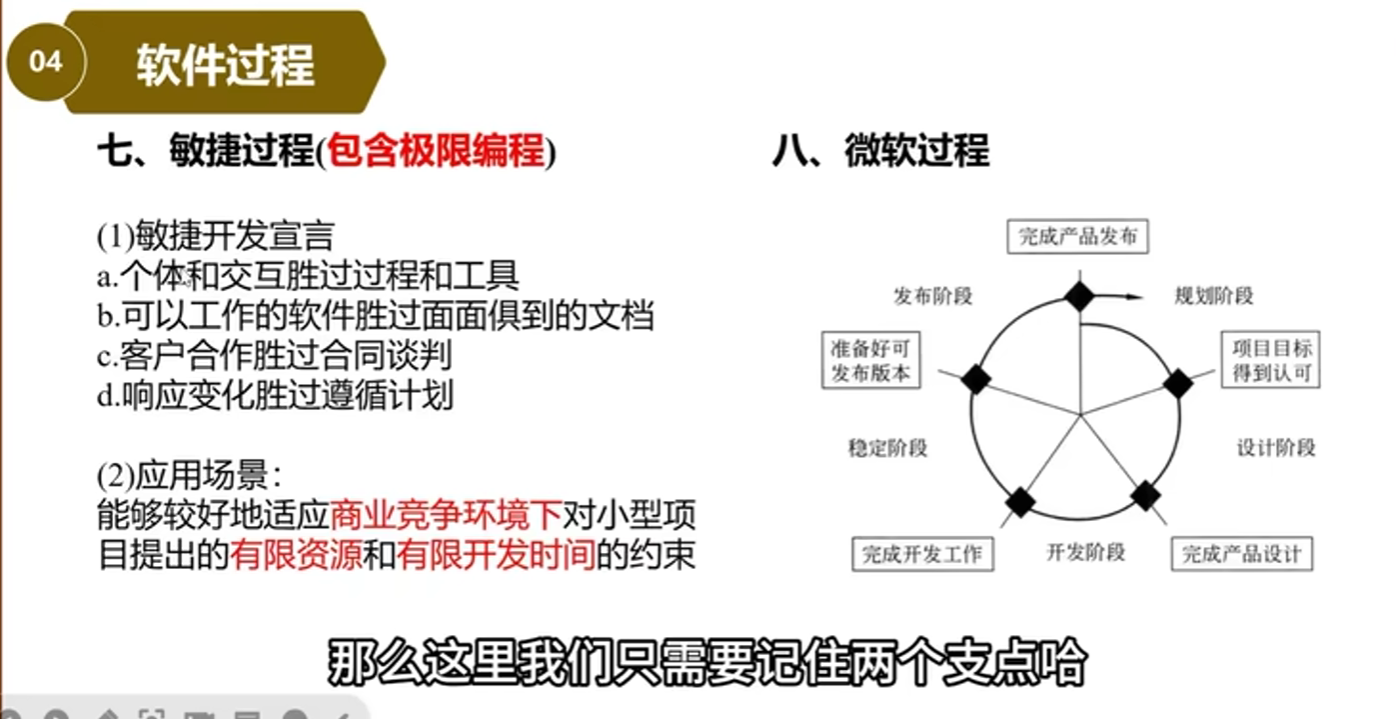 04
软件过程
七、敏捷过程(包含极限编程)
(1)敏捷开发宣言
a.个体和交互胜过过程和工具
b.可以工作的软件胜过面面俱到的文档
c.客户合作胜过合同谈判
d.响应变化胜过遵循计划
(2)应用场景：
能够较好地适应商业竞争环境下对小型项
目提出的有限资源和有限开发时间的约束
八、微软过程
完成产品发布
发布阶段
规划阶段
准备好可
发布版本
项目目标
得到认可
稳定阶段
设计阶段
完成开发工作
开发阶段
完成产品设计
那么这里我们只需要记住两个支点哈